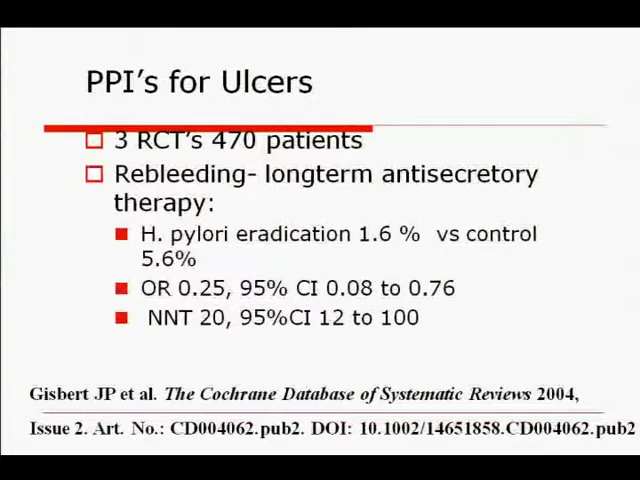 PPI's for Ulcers
3 RCT's 470 patients
Rebleeding- longterm antisecretory
therapy:
H. pylori eradication 1.6 %  vs control
5.6%
OR 0.25, 95% CI 0.08 to 0.76
NNT 20, 95%CI 12 to 100
Gisbert JP et al. The Cochrane Database of Systematic Reviews 2004,
Issue 2. Art. No.: CD004062.pub2. DOI: 10.1002/14651858.CD004062.pub2